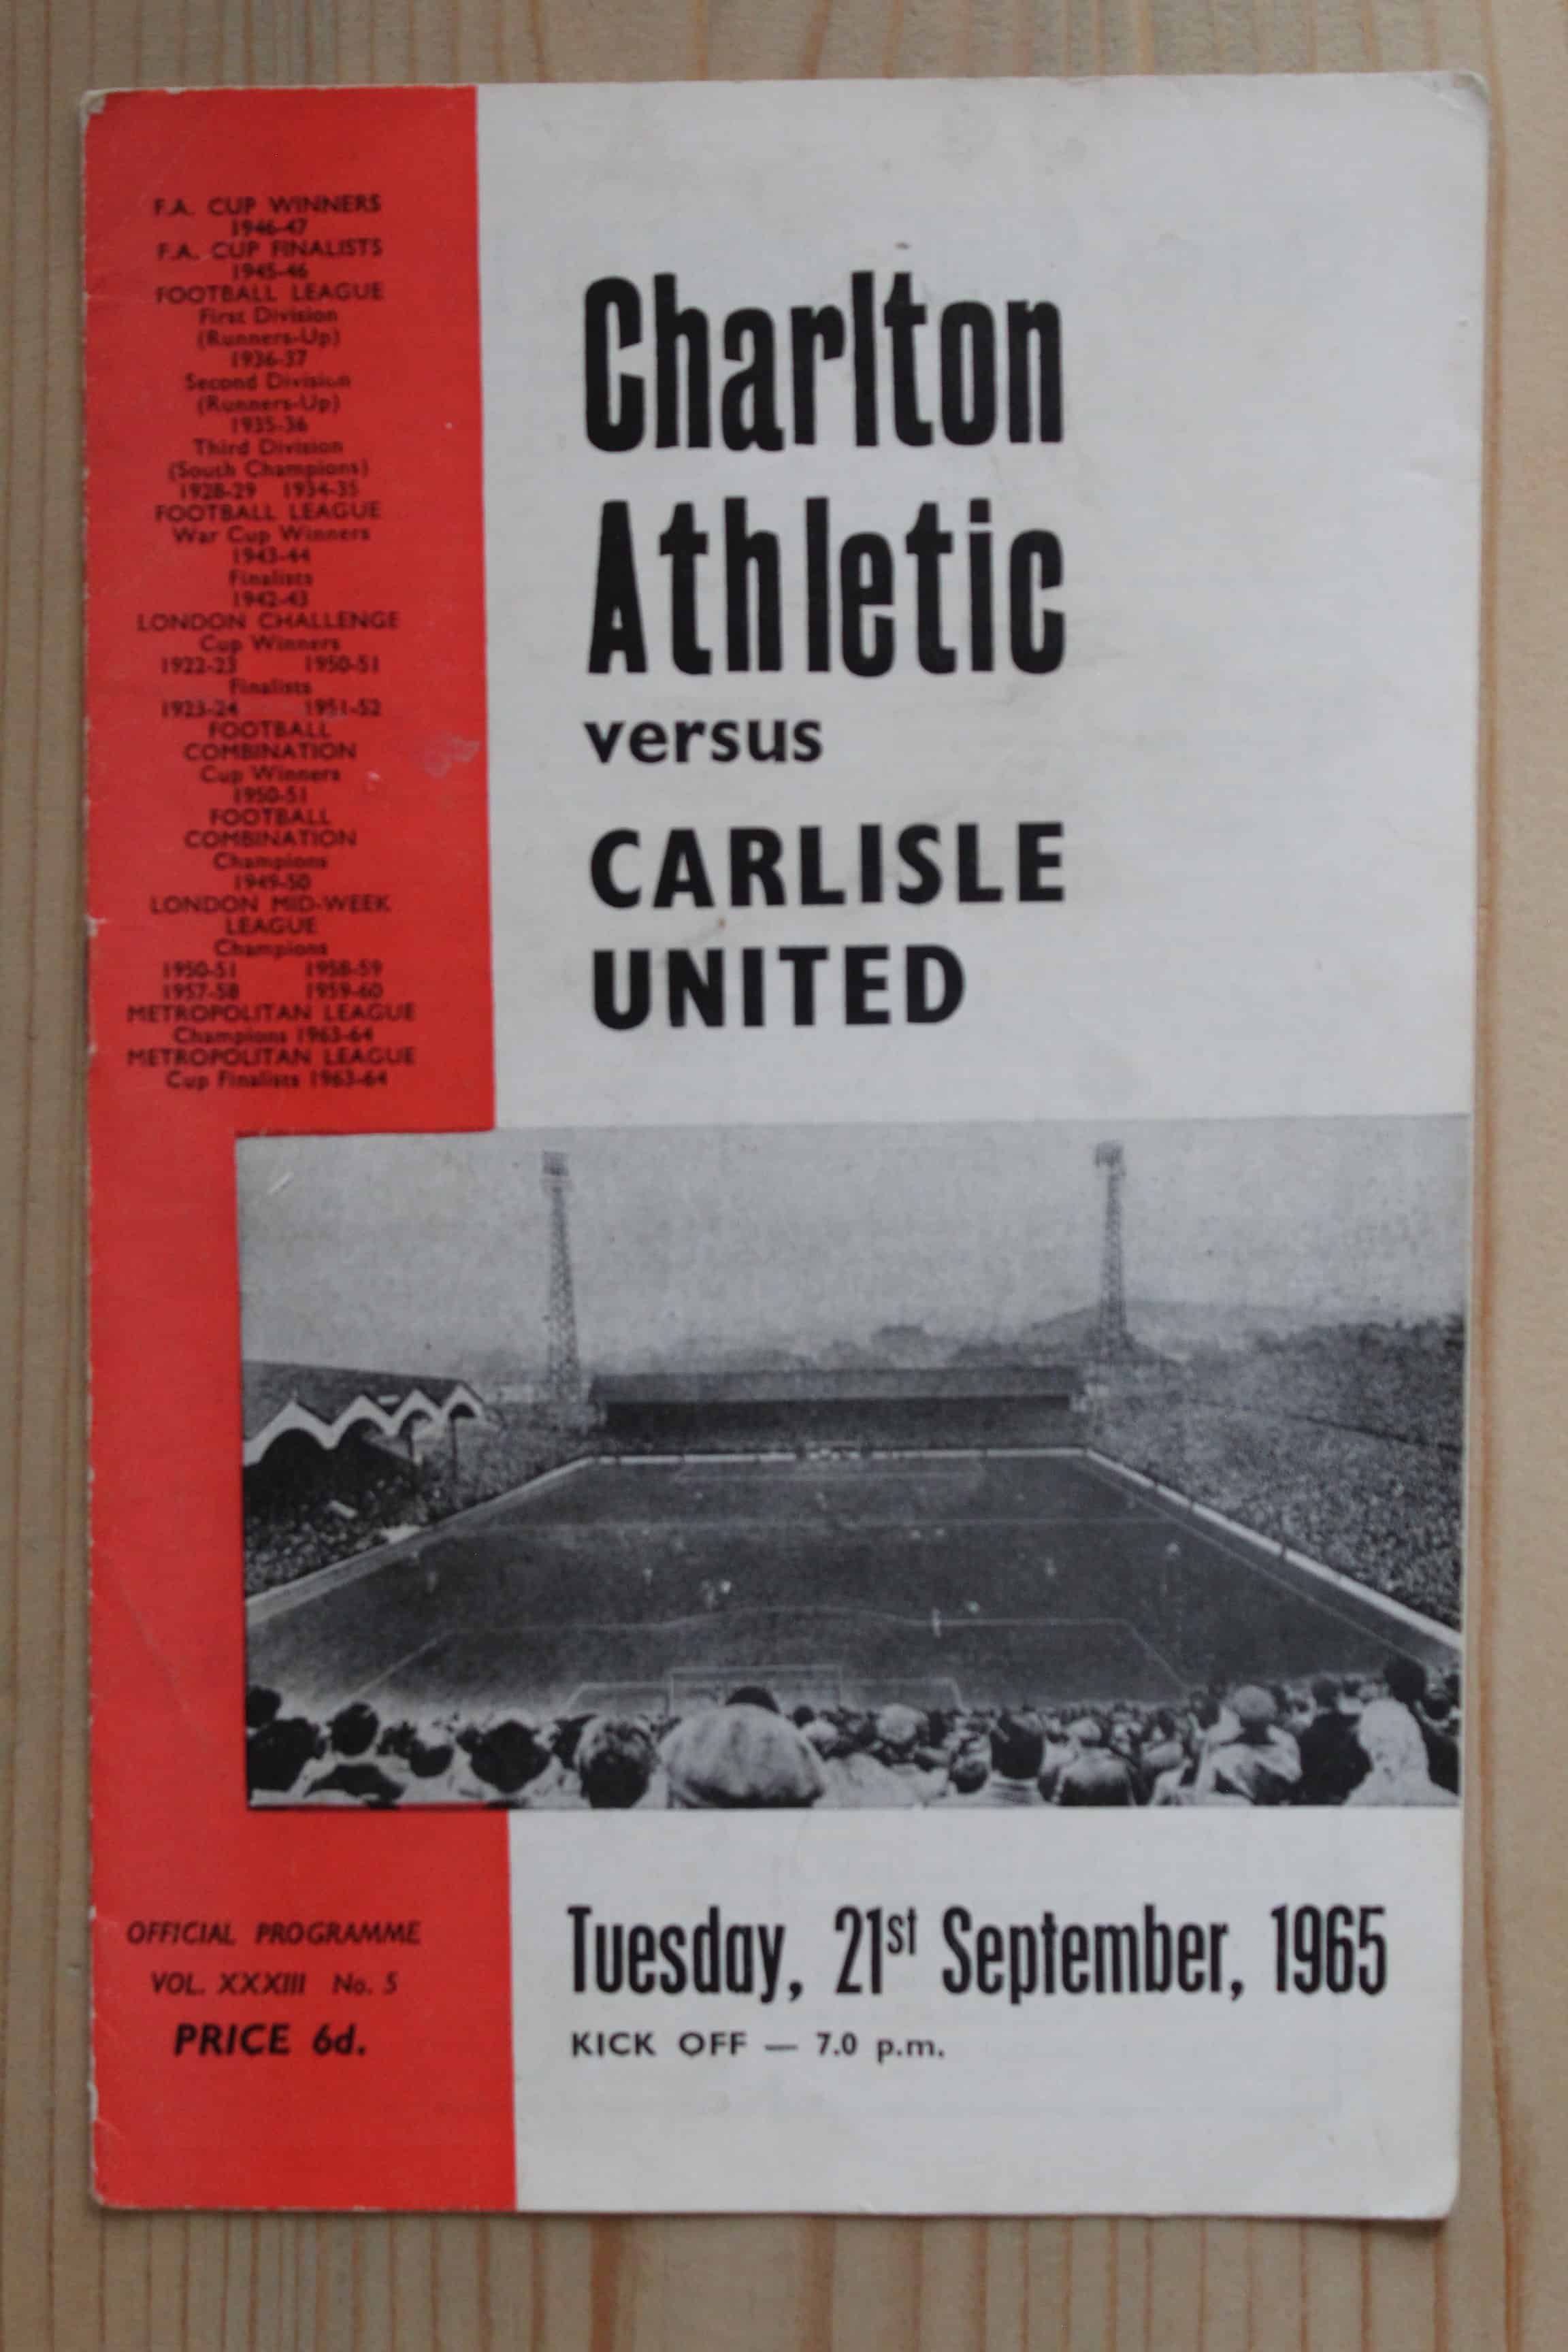 F.A. CUP WINNERS
1946-47
F.A. CUP FINALISTS
1945-46
FOOTBALL LEAGUE
First Division
(Runners-Up)
1936-37
Second Division
(Runners-Up)
1935-36
Third Division
(South Champions)
1928-29 1934-35
FOOTBALL LEAGUE
War Cup Winners
1943-44
Finalists
1942-43
LONDON CHALLENGE
Cup Winners
1922-23 1950-51
Finalists
1923-24 1951-52
FOOTBALL
COMBINATION
Cup Winners
1950-51
FOOTBALL
COMBINATION
Champions
1949-50
LONDON MID-WEEK
LEAGUE
Champions
1950-51 1958-59
1957-58 1959-60
METROPOLITAN LEAGUE
Champions 1963-64
METROPOLITAN LEAGUE
Cup Finalists 1963-64
Charlton
Athletic
versus
CARLISLE
UNITED
OFFICIAL PROGRAMME
VOL. XXXIII No. 5
PRICE 6d.
Tuesday, 21st September, 1965
KICK OFF — 7.0 p.m.